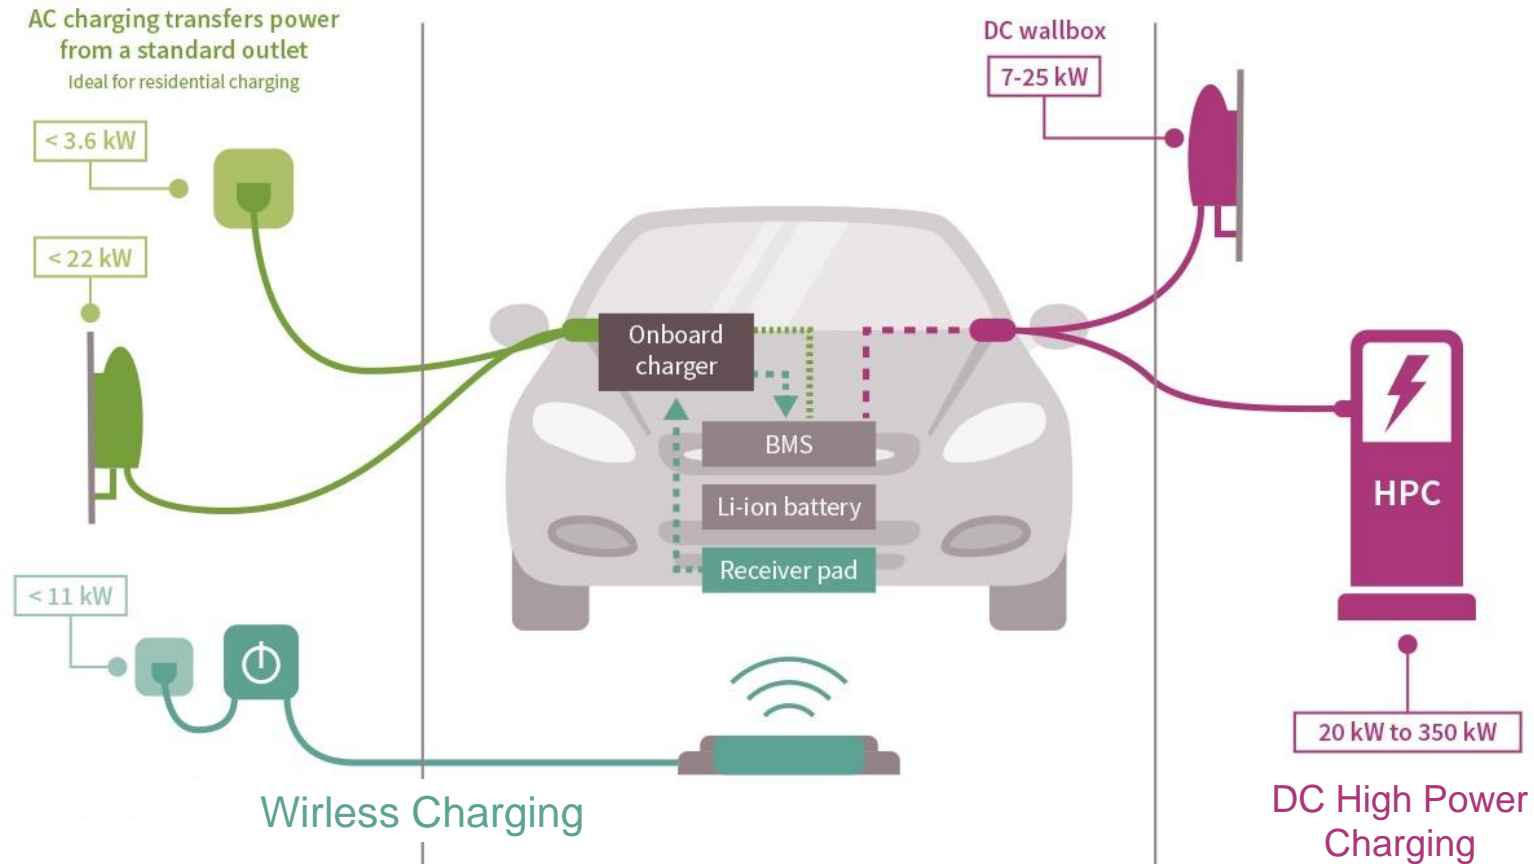 AC charging transfers power
from a standard outlet
Ideal for residential charging
< 3.6 kW
< 22 kW
< 11 kW
Wirless Charging
Onboard
charger
BMS
Li-ion battery
Receiver pad
DC wallbox
7-25 kW
HPC
20 kW to 350 kW
DC High Power
Charging